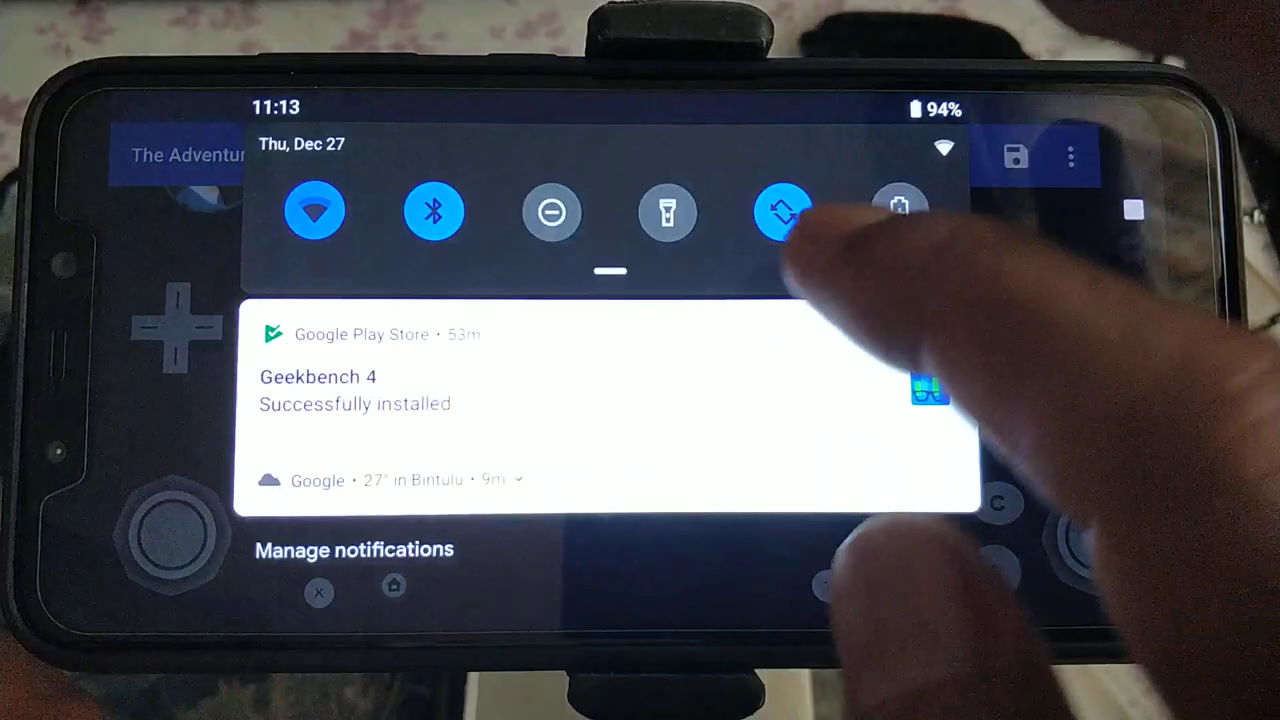 11:13
94%
The Adventur
Thu, Dec 27
Google Play Store · 53m
Geekbench 4
Successfully installed
Google · 27° in Bintulu · 9m
Manage notifications
C
X